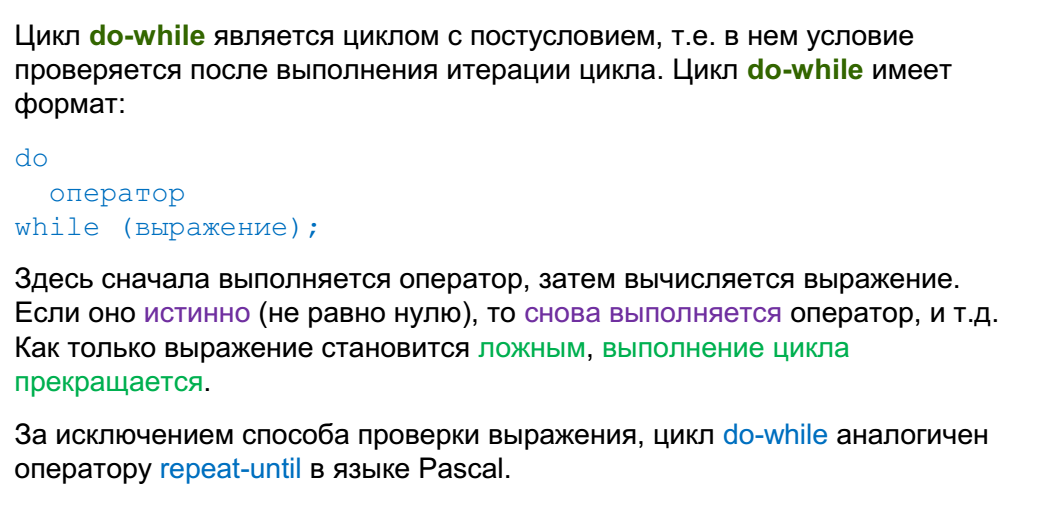 Цикл do-while является циклом с постусловием, т.е. в нем условие
проверяется после выполнения итерации цикла. Цикл do-while имеет
формат:
do
  оператор
while (выражение);
Здесь сначала выполняется оператор, затем вычисляется выражение.
Если оно истинно (не равно нулю), то снова выполняется оператор, и т.д.
Как только выражение становится ложным, выполнение цикла
прекращается.
За исключением способа проверки выражения, цикл do-while аналогичен
оператору repeat-until в языке Pascal.